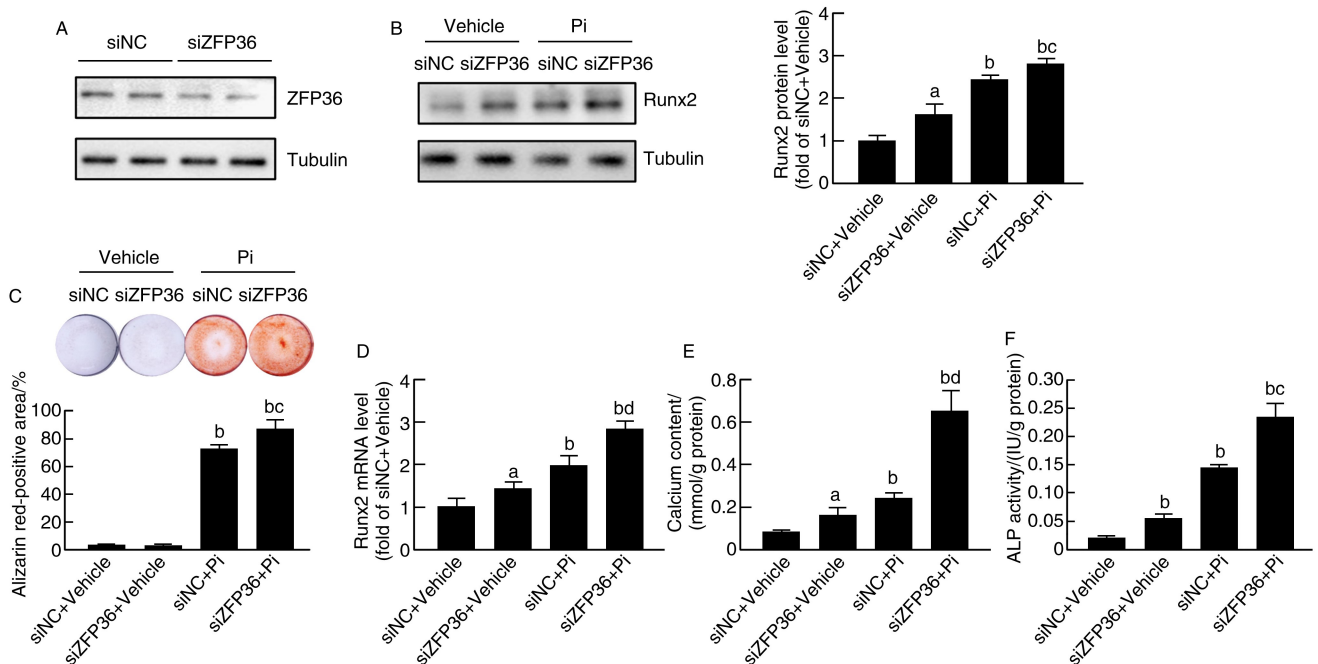 A
siNC siZFP36
ZFP36
Tubulin
B
Vehicle Pi
siNC siZFP36 siNC siZFP36
Runx2
Tubulin
Runx2 protein level
(fold of siNC+Vehicle)
4
3
2
1
0
a
b
bc
siNC+Vehicle
siZFP36+Vehicle
siNC+Pi
siZFP36+Pi
C
Vehicle Pi
siNC siZFP36 siNC siZFP36
Alizarin red-positive area/%
100
80
60
40
20
0
b
bc
siNC+Vehicle
siZFP36+Vehicle
siNC+Pi
siZFP36+Pi
D
Runx2 mRNA level
(fold of siNC+Vehicle)
4
3
2
1
0
a
b
bd
siNC+Vehicle
siZFP36+Vehicle
siNC+Pi
siZFP36+Pi
E
Calcium content/
(mmol/g protein)
0.8
0.6
0.4
0.2
0
a
b
bd
siNC+Vehicle
siZFP36+Vehicle
siNC+Pi
siZFP36+Pi
F
ALP activity/(IU/g protein)
0.30
0.25
0.20
0.15
0.10
0.05
0
b
b
bc
siNC+Vehicle
siZFP36+Vehicle
siNC+Pi
siZFP36+Pi